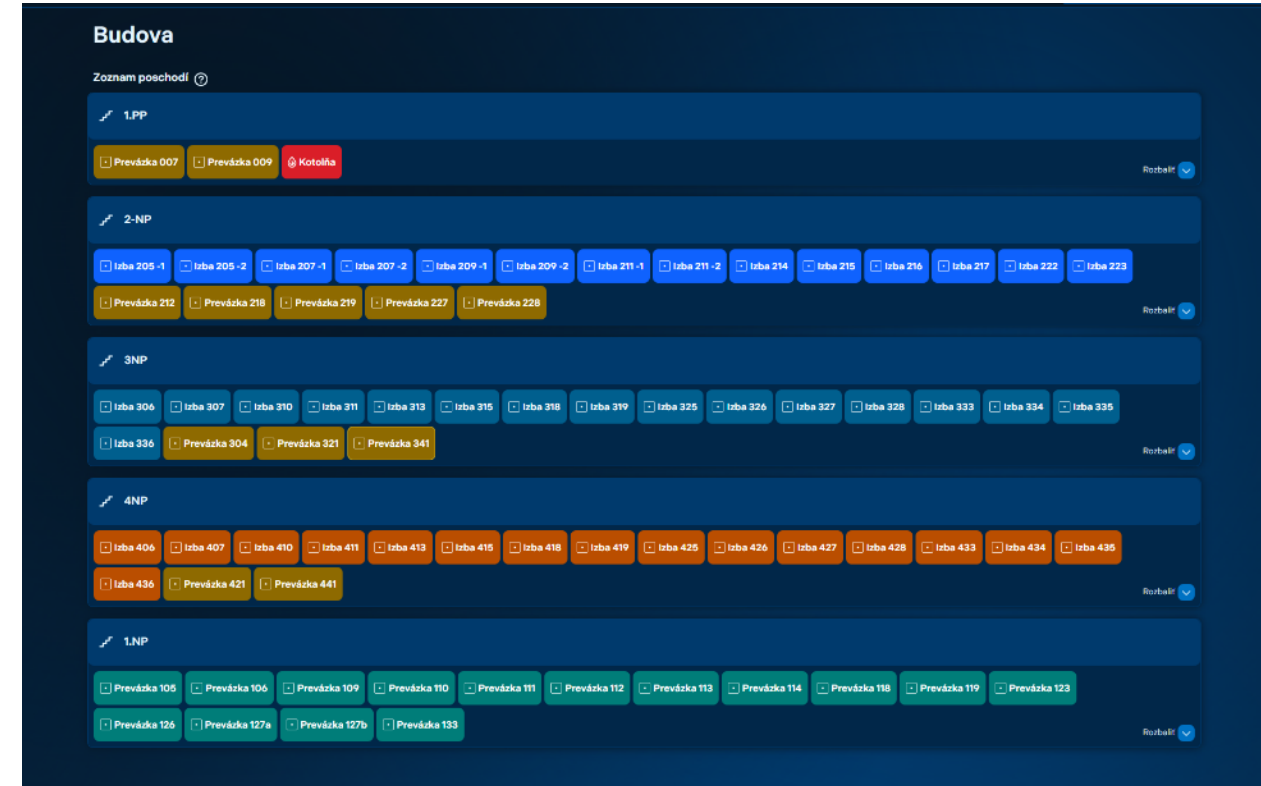 Budova
Zoznam poschodí ?
1.PP
Prevázka 007 Prevázka 009 Kotolňa
Rozbaliť
2-NP
Izba 205 -1 Izba 205 -2 Izba 207 -1 Izba 207 -2 Izba 209 -1 Izba 209 -2 Izba 211 -1 Izba 211 -2 Izba 214 Izba 215 Izba 216 Izba 217 Izba 222 Izba 223
Prevázka 212 Prevázka 218 Prevázka 219 Prevázka 227 Prevázka 228
Rozbaliť
3NP
Izba 306 Izba 307 Izba 310 Izba 311 Izba 313 Izba 315 Izba 318 Izba 319 Izba 325 Izba 326 Izba 327 Izba 328 Izba 333 Izba 334 Izba 335
Izba 336 Prevázka 304 Prevázka 321 Prevázka 341
Rozbaliť
4NP
Izba 406 Izba 407 Izba 410 Izba 411 Izba 413 Izba 415 Izba 418 Izba 419 Izba 425 Izba 426 Izba 427 Izba 428 Izba 433 Izba 434 Izba 435
Izba 436 Prevázka 421 Prevázka 441
Rozbaliť
1.NP
Prevázka 105 Prevázka 106 Prevázka 109 Prevázka 110 Prevázka 111 Prevázka 112 Prevázka 113 Prevázka 114 Prevázka 118 Prevázka 119 Prevázka 123
Prevázka 126 Prevázka 127a Prevázka 127b Prevázka 133
Rozbaliť